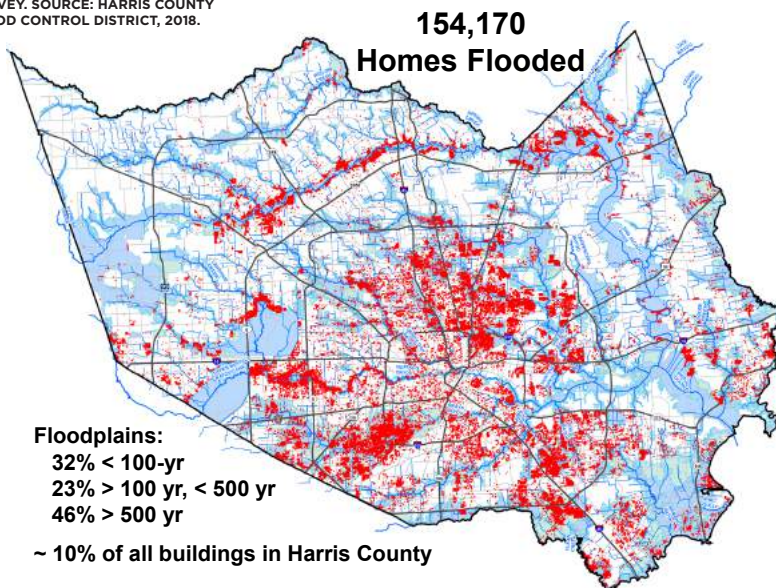 VEY. SOURCE: HARRIS COUNTY
OD CONTROL DISTRICT, 2018.
154,170
Homes Flooded
Floodplains:
32% < 100-yr
23% > 100 yr, < 500 yr
46% > 500 yr
~ 10% of all buildings in Harris County